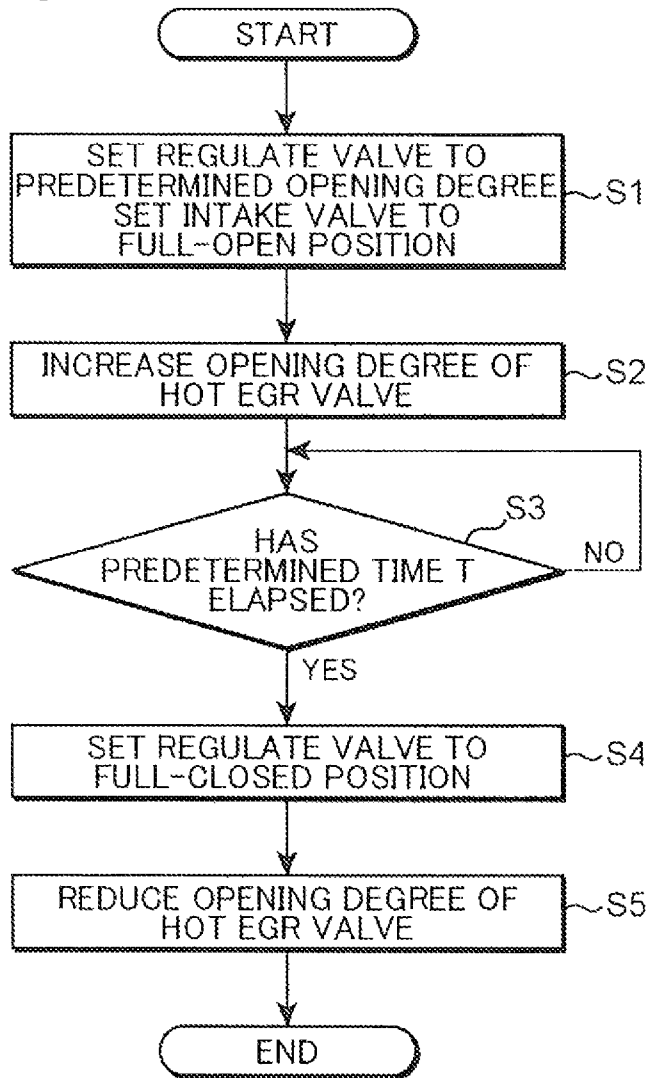 START
SET REGULATE VALVE TO
PREDETERMINED OPENING DEGREE
SET INTAKE VALVE TO
FULL-OPEN POSITION
S1
INCREASE OPENING DEGREE OF
HOT EGR VALVE
S2
S3
HAS
PREDETERMINED TIME T
ELAPSED?
NO
YES
SET REGULATE VALVE TO
FULL-CLOSED POSITION
S4
REDUCE OPENING DEGREE OF
HOT EGR VALVE
S5
END